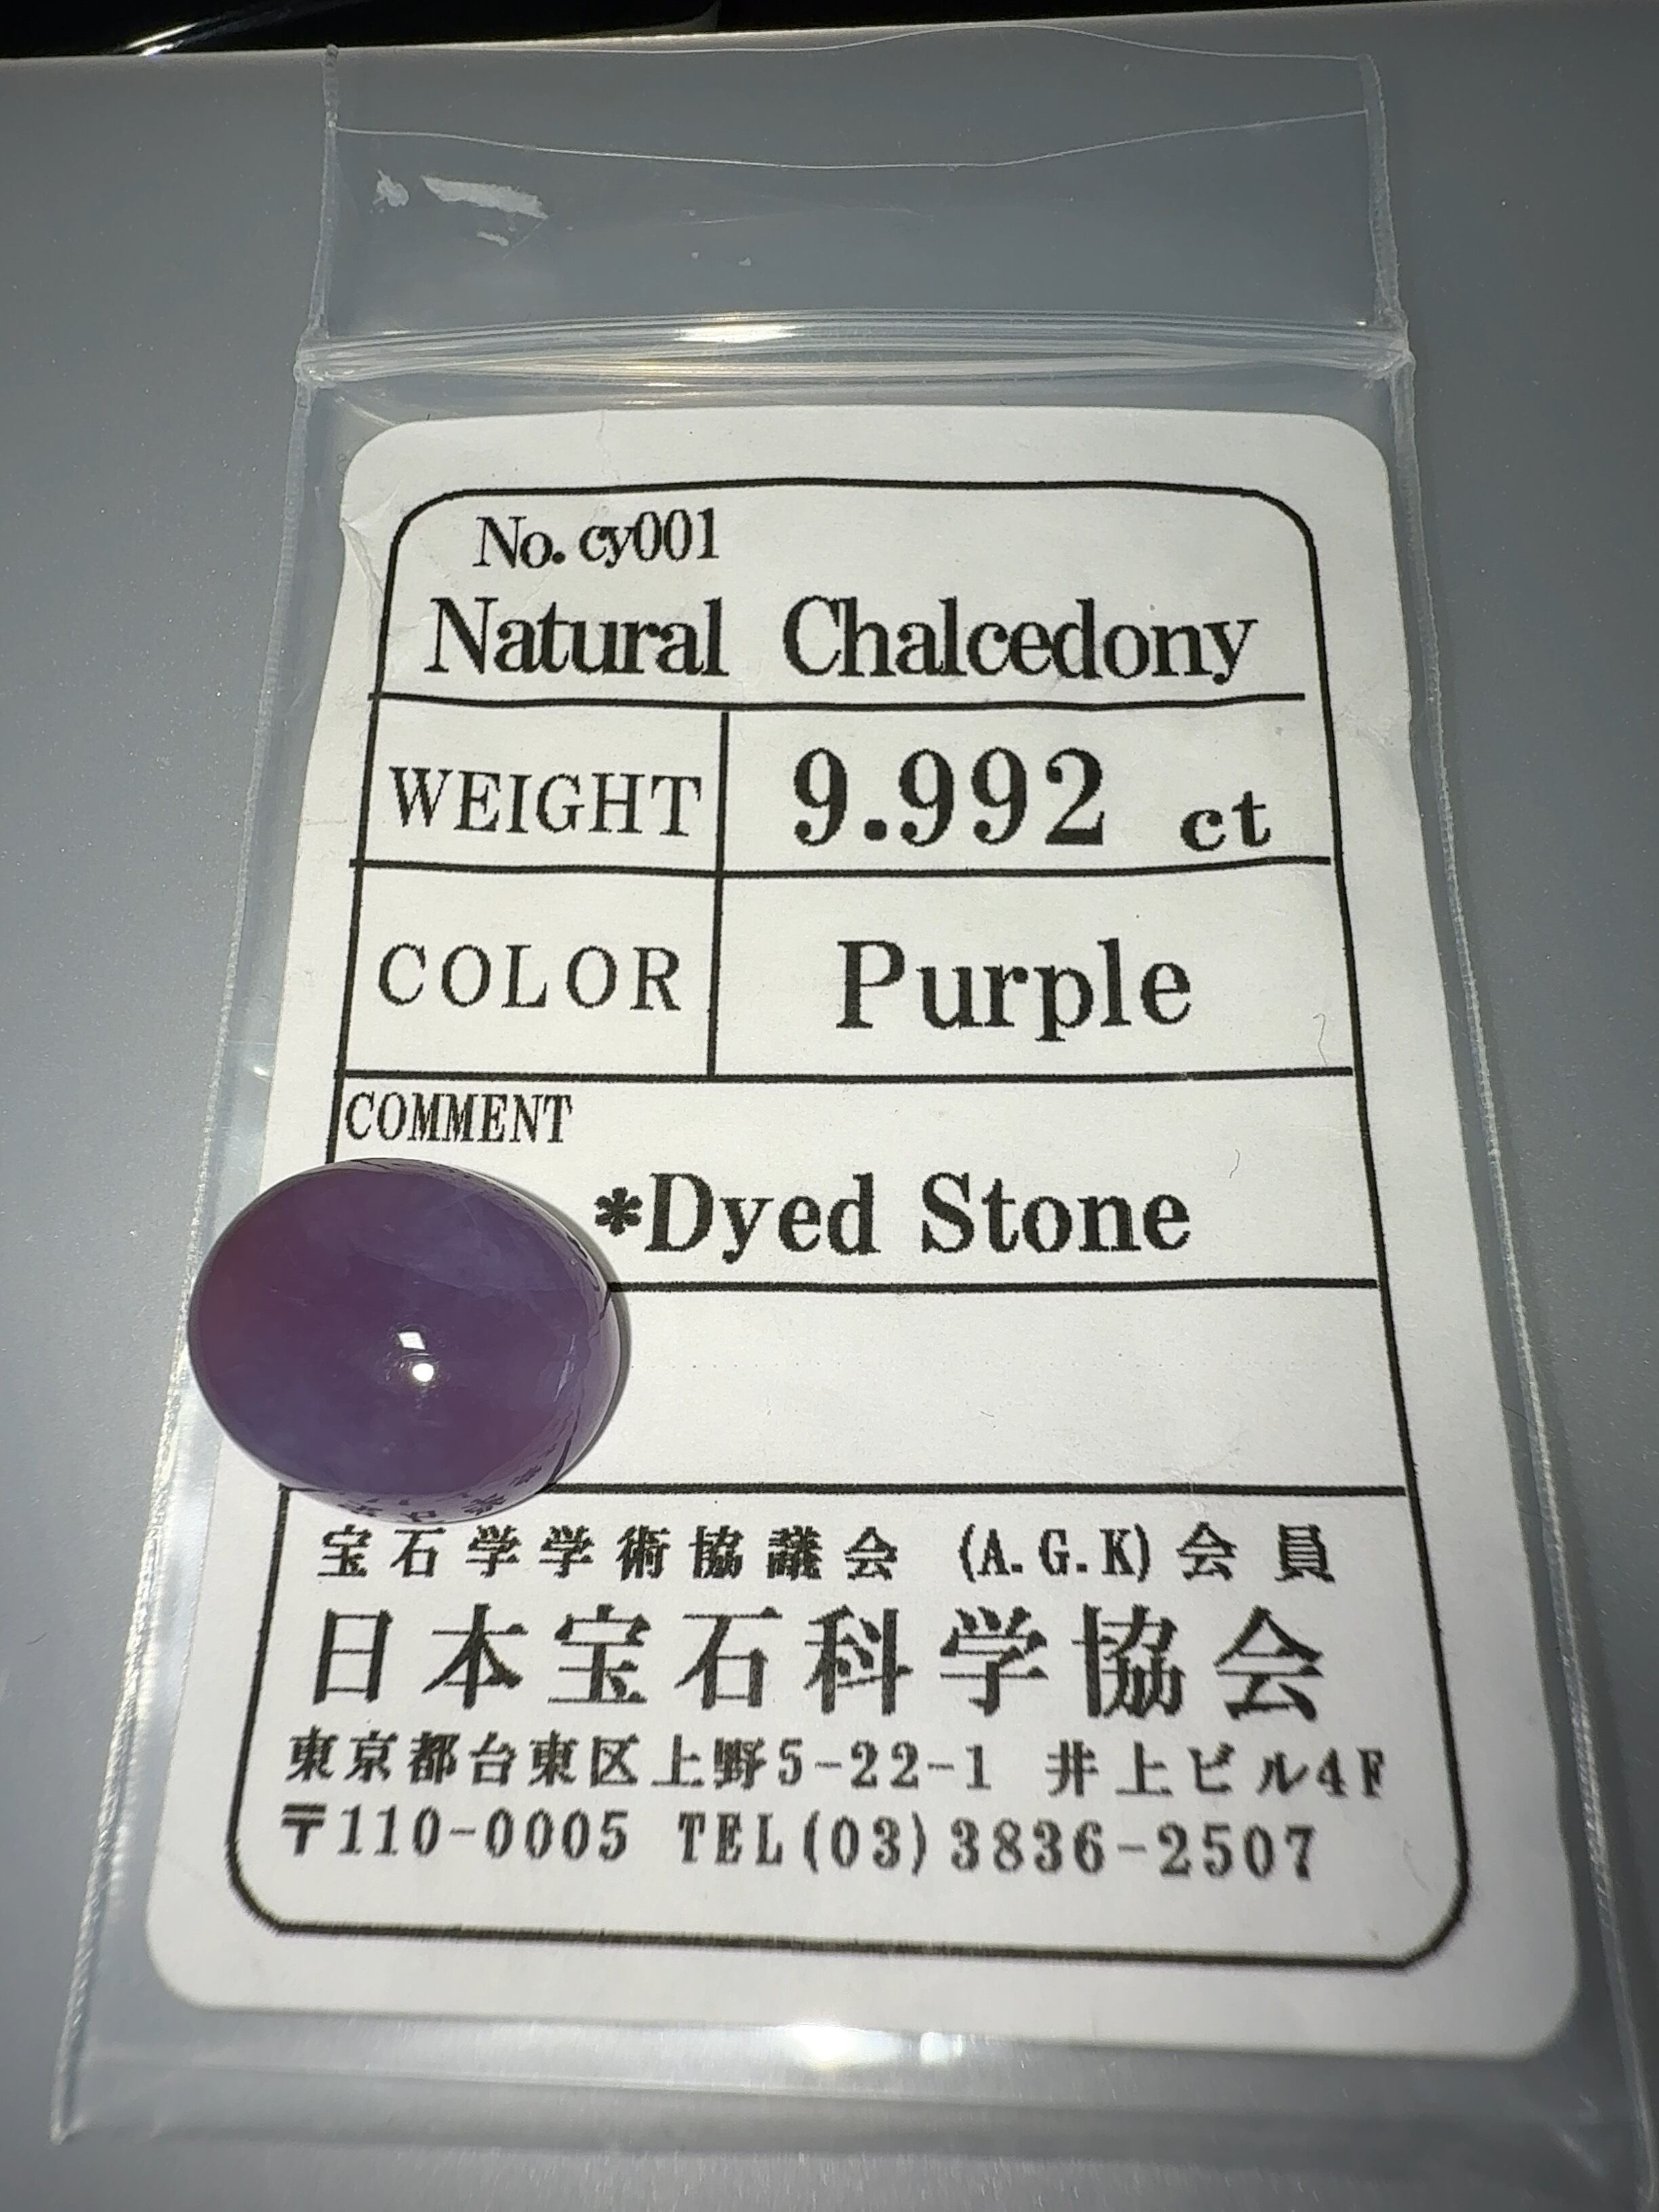 No. cy001
Natural Chalcedony
WEIGHT 9.992 ct
COLOR Purple
COMMENT
*Dyed Stone
宝石学学術協議会 (A.G.K)会員
日本宝石科学協会
東京都台東区上野5-22-1 井上ビル4F
〒110-0005 TEL(03)3836-2507